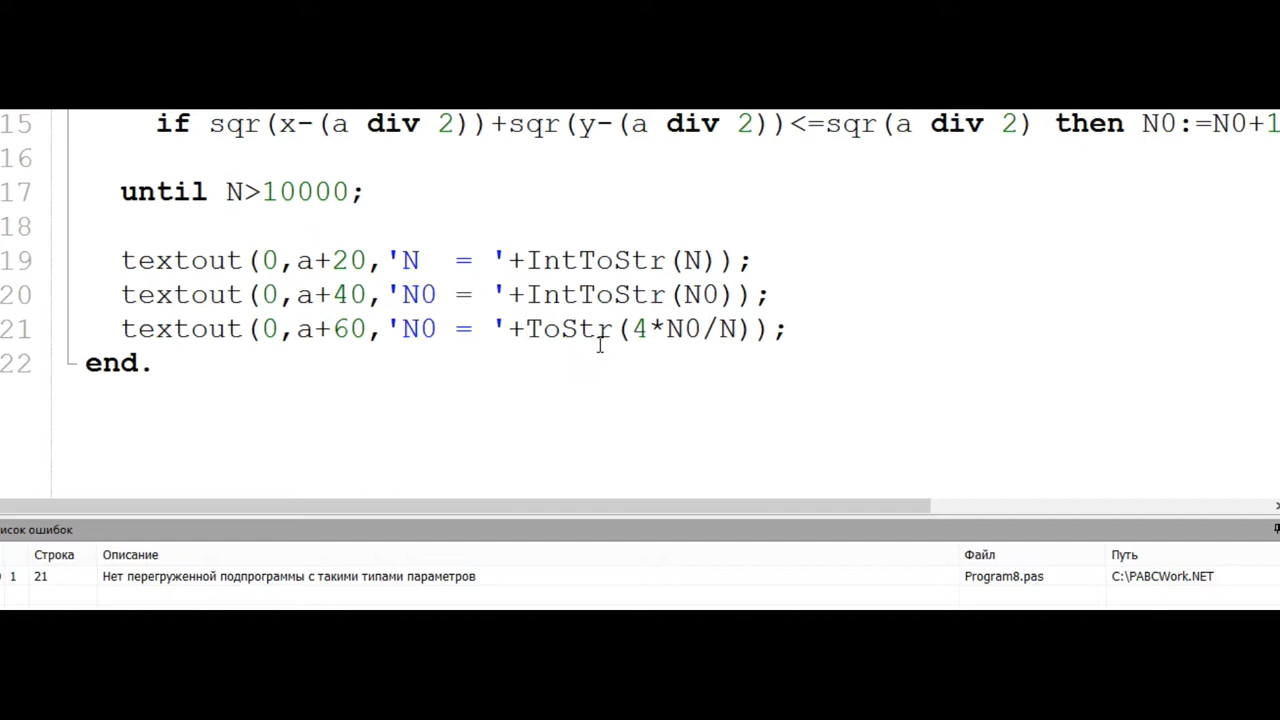 15 if sqr(x-(a div 2))+sqr(y-(a div 2))<=sqr(a div 2) then N0:=N0+1
16
17 until N>10000;
18
19 textout(0,a+20,'N  = '+IntToStr(N));
20 textout(0,a+40,'N0 = '+IntToStr(N0));
21 textout(0,a+60,'N0 = '+ToStr(4*N0/N));
22 end.
исок ошибок
Строка Описание Файл Путь
1 21 Нет перегруженной подпрограммы с такими типами параметров Program8.pas C:\PABCWork.NET